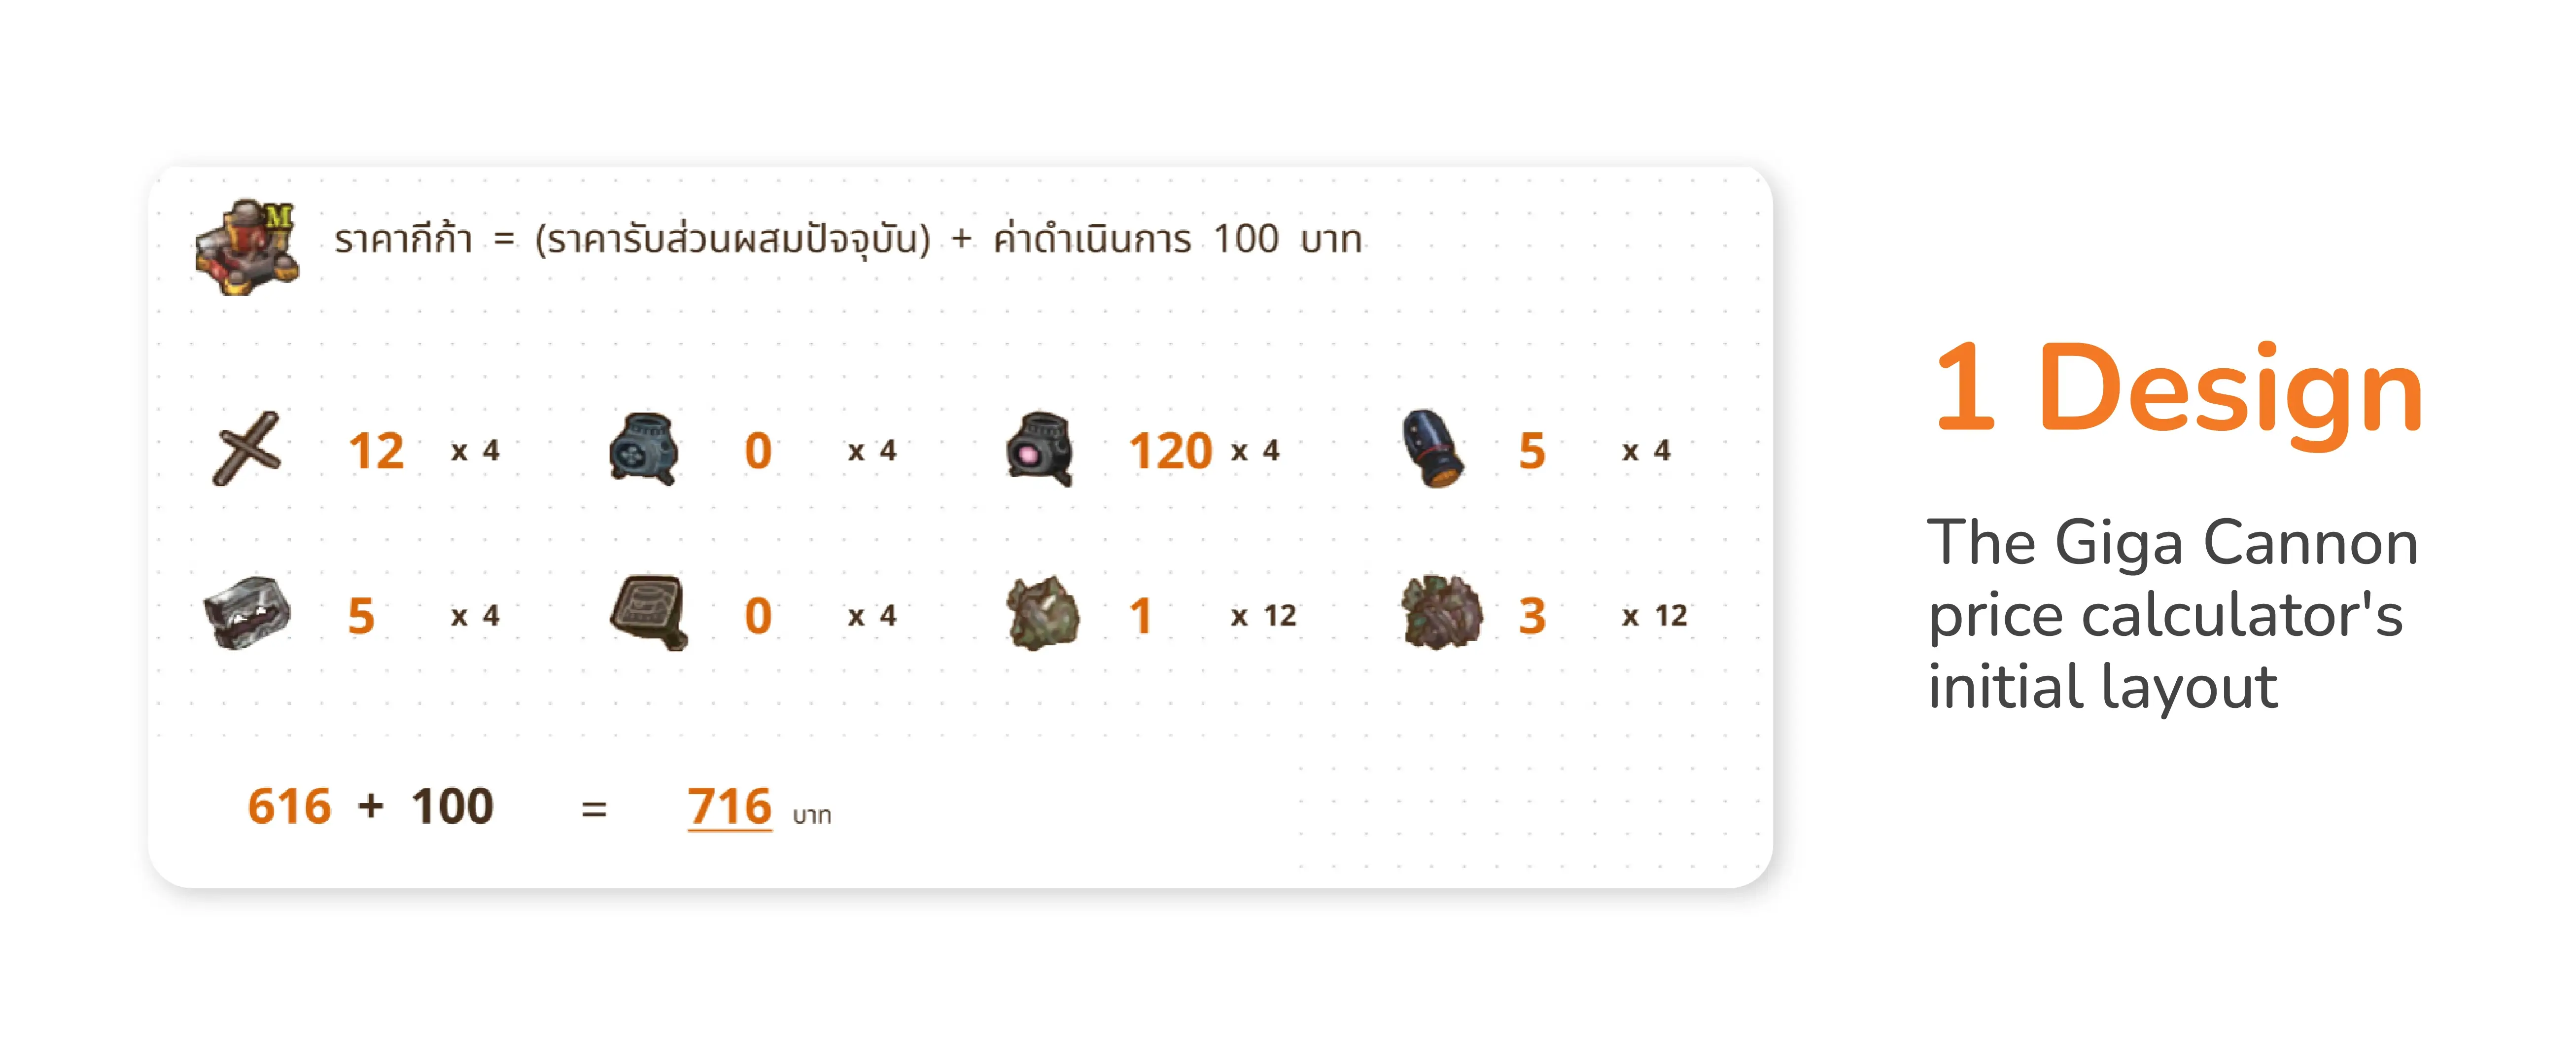 M
ราคากีก้า = (ราคารับส่วนผสมปัจจุบัน) + ค่าดำเนินการ 100 บาท
12 x 4 0 x 4 120 x 4 5 x 4
5 x 4 0 x 4 1 x 12 3 x 12
616 + 100 = 716 บาท
1 Design
The Giga Cannon
price calculator's
initial layout